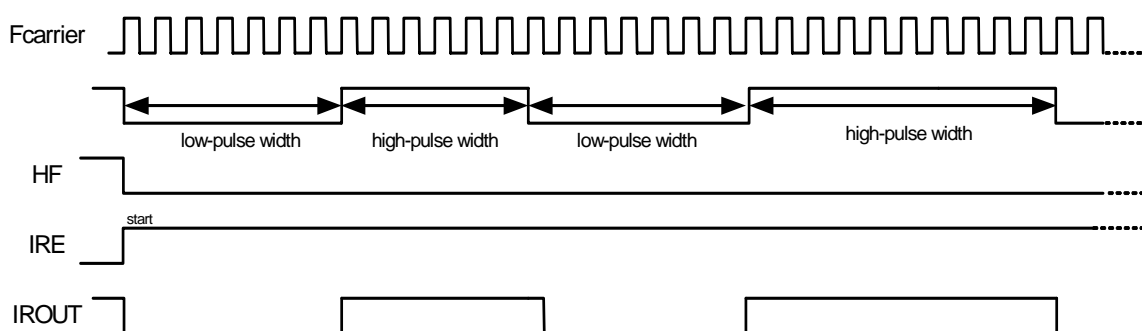 Fcarrier
low-pulse width
high-pulse width
low-pulse width
high-pulse width
HF
start
IRE
IROUT